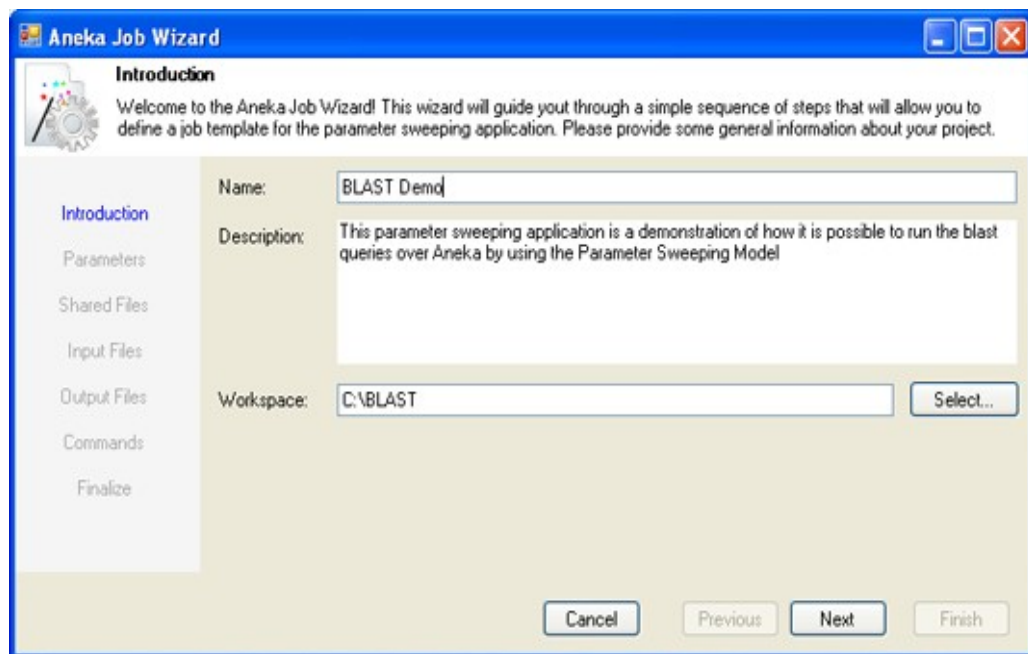 Aneka Job Wizard
Introduction
Welcome to the Aneka Job Wizard! This wizard will guide yout through a simple sequence of steps that will allow you to
define a job template for the parameter sweeping application. Please provide some general information about your project.
Introduction
Parameters
Shared Files
Input Files
Output Files
Commands
Finalize
Name:
BLAST Demo
Description:
This parameter sweeping application is a demonstration of how it is possible to run the blast
queries over Aneka by using the Parameter Sweeping Model
Workspace:
C:\BLAST
Select...
Cancel
Previous
Next
Finish